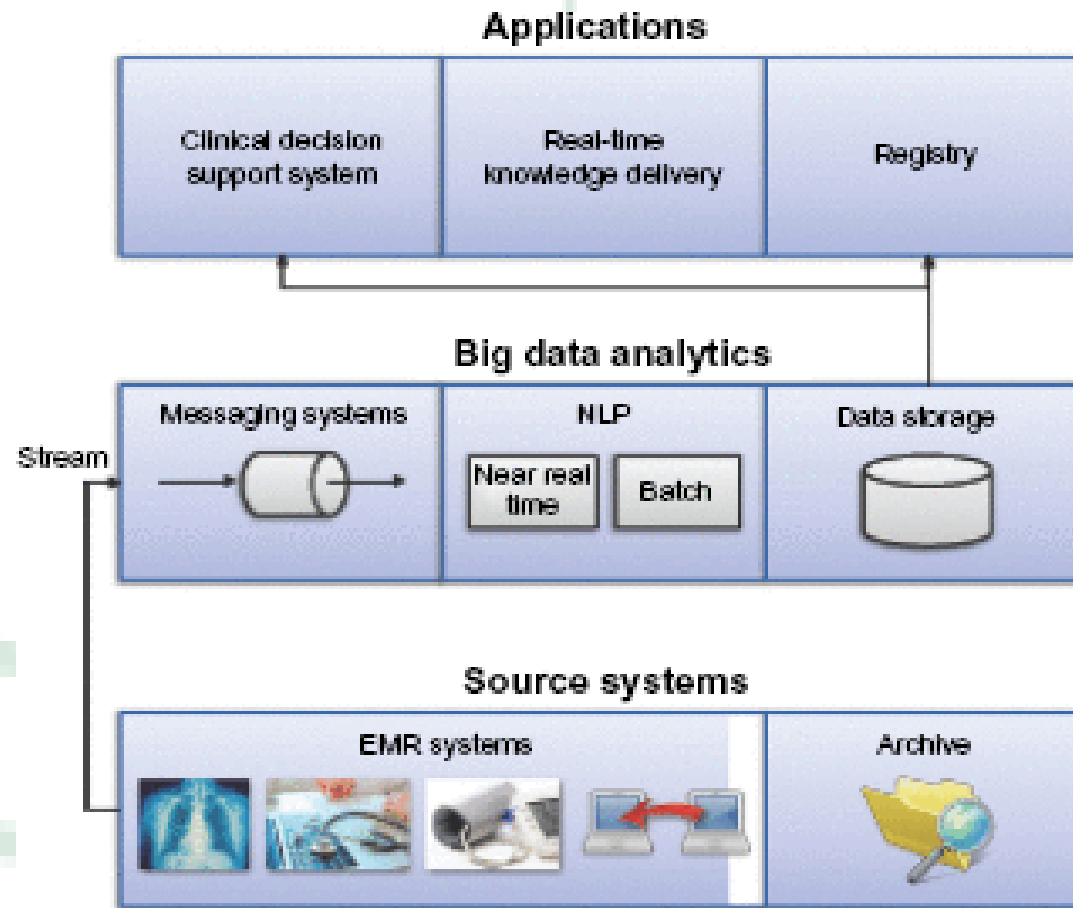 Applications
Clinical decision
support system
Real-time
knowledge delivery
Registry
Big data analytics
Stream
Messaging systems
NLP
Near real
time
Batch
Data storage
Source systems
EMR systems
Archive